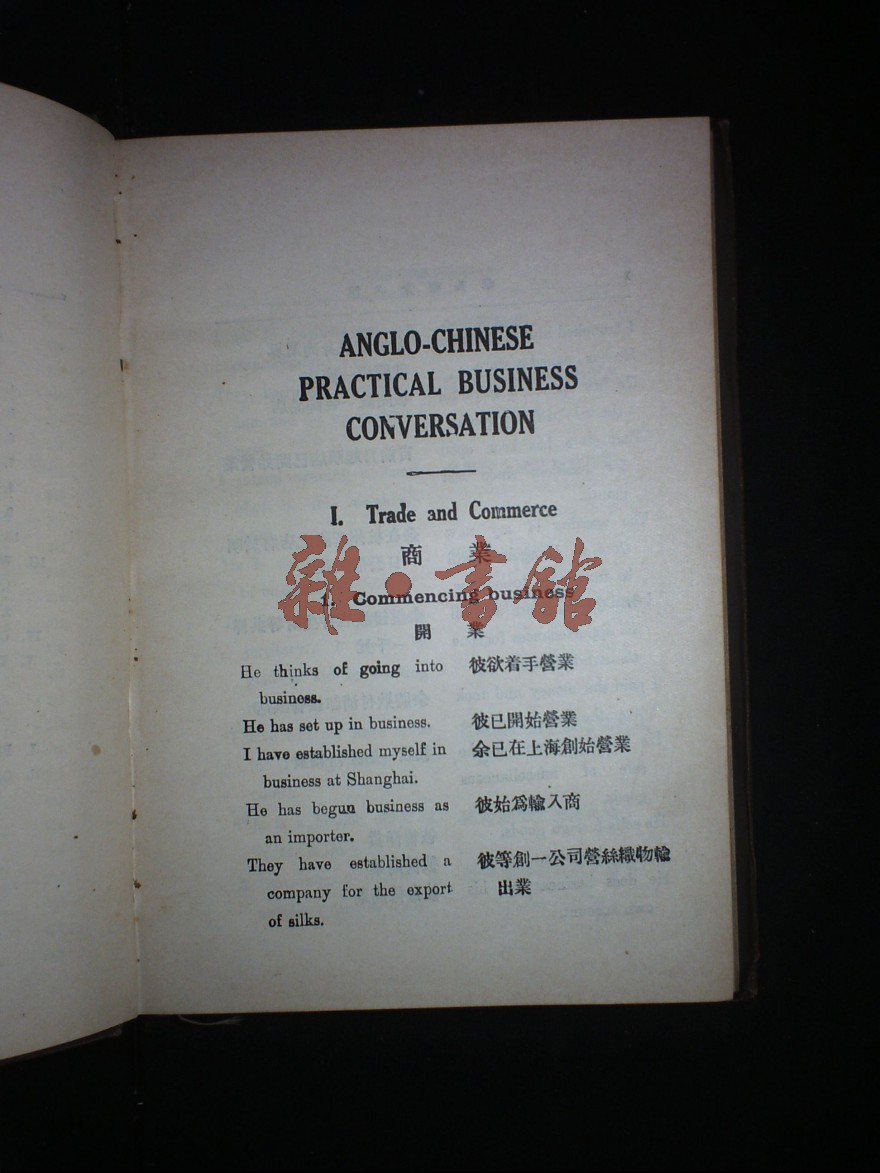 ANGLO-CHINESE
PRACTICAL BUSINESS
CONVERSATION
I. Trade and Commerce
商業
1. Commencing business
開業
He thinks of going into 彼欲着手營業
business.
He has set up in business. 彼已開始營業
I have established myself in 余已在上海創始營業
business at Shanghai.
He has begun business as 彼始爲輸入商
an importer.
They have established a 彼等創一公司營絲織物輸
company for the export 出業
of silks.
雜·書館